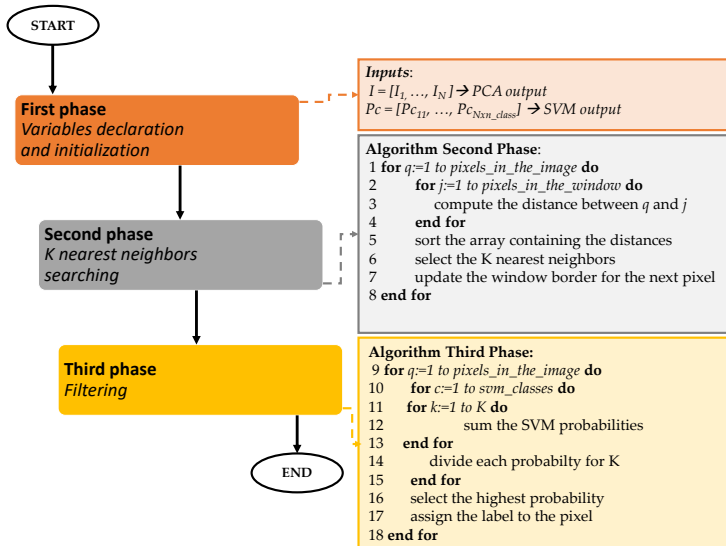 START
First phase
Variables declaration
and initialization
Inputs:
I = [I1, …, IN] → PCA output
Pc = [Pc11, …, PcNxn_class] → SVM output
Second phase
K nearest neighbors
searching
Algorithm Second Phase:
1 for q:=1 to pixels_in_the_image do
2 for j:=1 to pixels_in_the_window do
3 compute the distance between q and j
4 end for
5 sort the array containing the distances
6 select the K nearest neighbors
7 update the window border for the next pixel
8 end for
Third phase
Filtering
Algorithm Third Phase:
9 for q:=1 to pixels_in_the_image do
10 for c:=1 to svm_classes do
11 for k:=1 to K do
12 sum the SVM probabilities
13 end for
14 divide each probabilty for K
15 end for
16 select the highest probability
17 assign the label to the pixel
18 end for
END